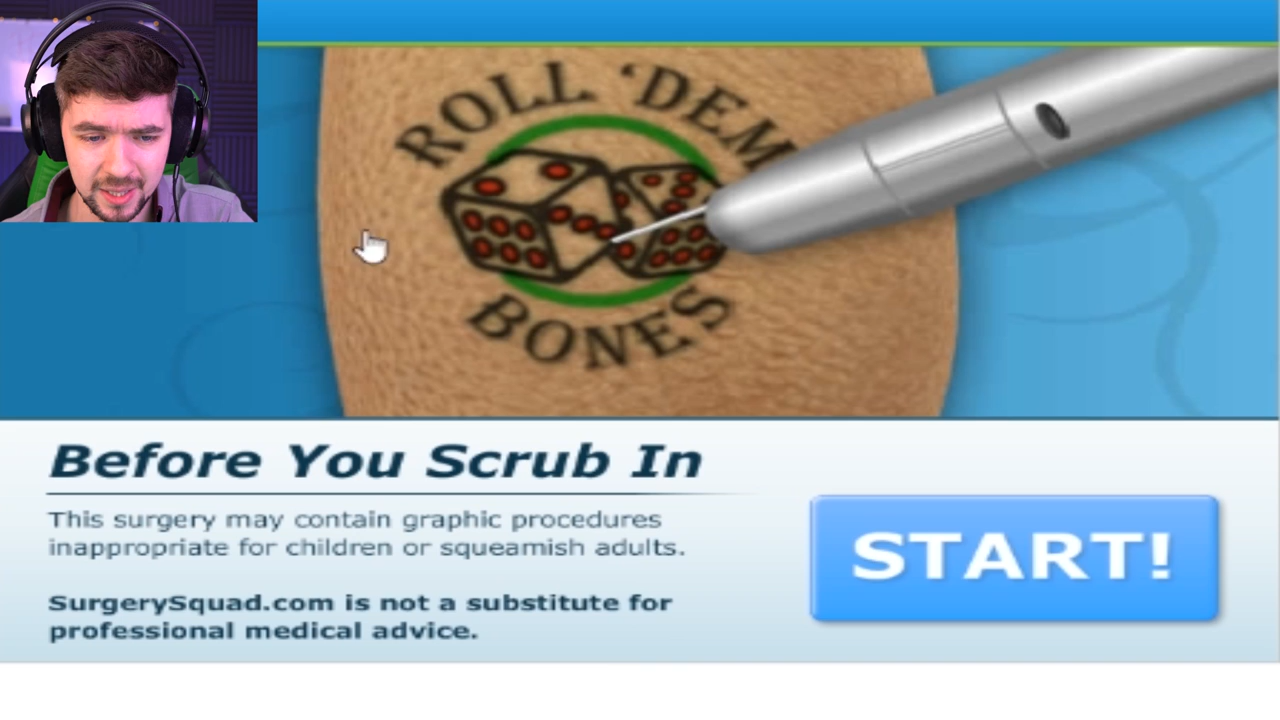 ROLL 'DEM
BONES
Before You Scrub In
This surgery may contain graphic procedures
inappropriate for children or squeamish adults.
SurgerySquad.com is not a substitute for
professional medical advice.
START!